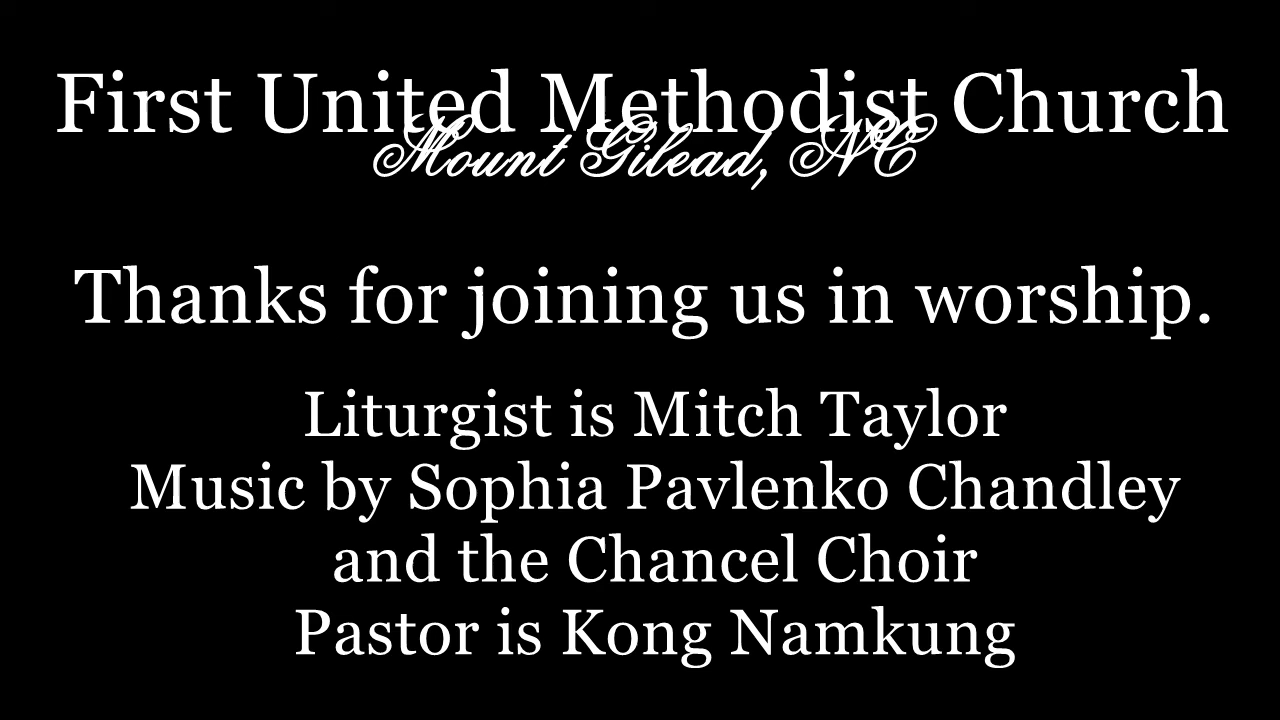 First United Methodist Church
Mount Gilead, NC
Thanks for joining us in worship.
Liturgist is Mitch Taylor
Music by Sophia Pavlenko Chandley
and the Chancel Choir
Pastor is Kong Namkung